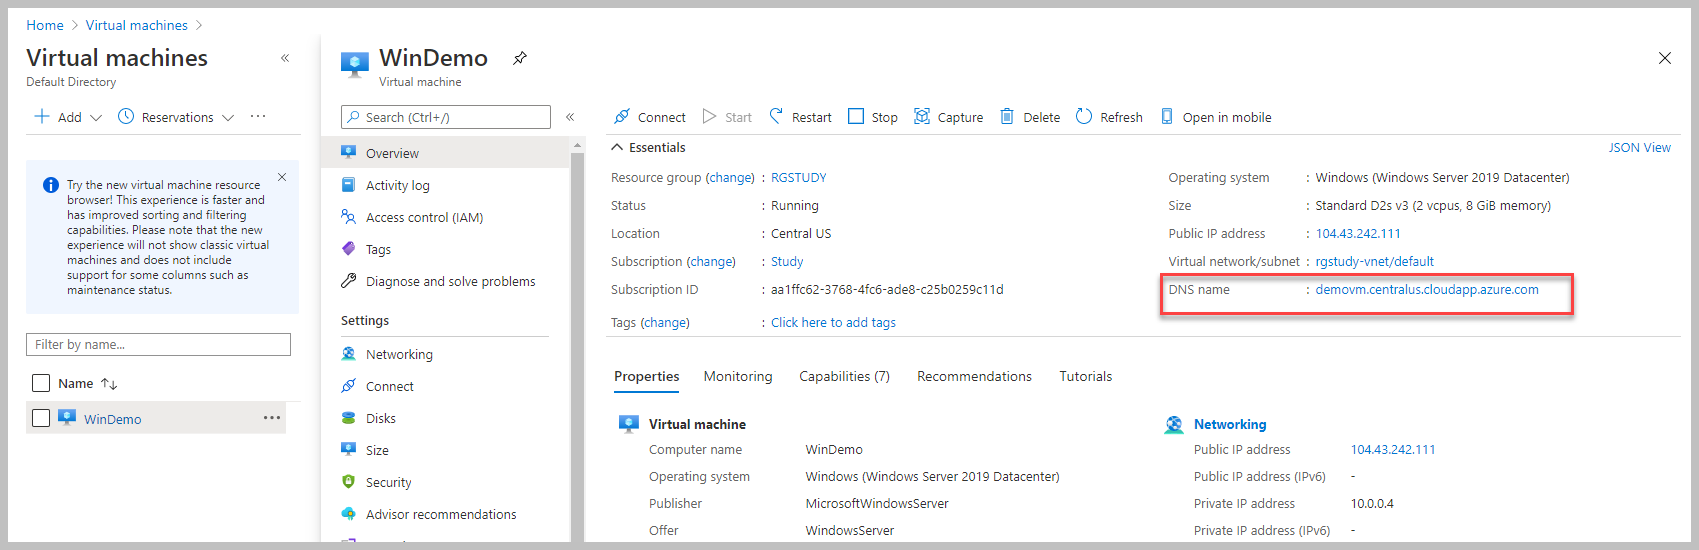 Home > Virtual machines >
Virtual machines «
Default Directory
Add Reservations ...
Try the new virtual machine resource
browser! This experience is faster and
has improved sorting and filtering
capabilities. Please note that the new
experience will not show classic virtual
machines and does not include
support for some columns such as
maintenance status.
Filter by name...
Name ↑↓
WinDemo ...
WinDemo
Virtual machine
Search (Ctrl+/) «
Overview
Activity log
Access control (IAM)
Tags
Diagnose and solve problems
Settings
Networking
Connect
Disks
Size
Security
Advisor recommendations
Connect Start Restart Stop Capture Delete Refresh Open in mobile
Essentials JSON View
Resource group (change) : RGSTUDY
Status : Running
Location : Central US
Subscription (change) : Study
Subscription ID : aa1ffc62-3768-4fc6-ade8-c25b0259c11d
Tags (change) : Click here to add tags
Operating system : Windows (Windows Server 2019 Datacenter)
Size : Standard D2s v3 (2 vcpus, 8 GiB memory)
Public IP address : 104.43.242.111
Virtual network/subnet : rgstudy-vnet/default
DNS name : demovm.centralus.cloudapp.azure.com
Properties Monitoring Capabilities (7) Recommendations Tutorials
Virtual machine
Computer name WinDemo
Operating system Windows (Windows Server 2019 Datacenter)
Publisher MicrosoftWindowsServer
Offer WindowsServer
Networking
Public IP address 104.43.242.111
Public IP address (IPv6) -
Private IP address 10.0.0.4
Private IP address (IPv6) -